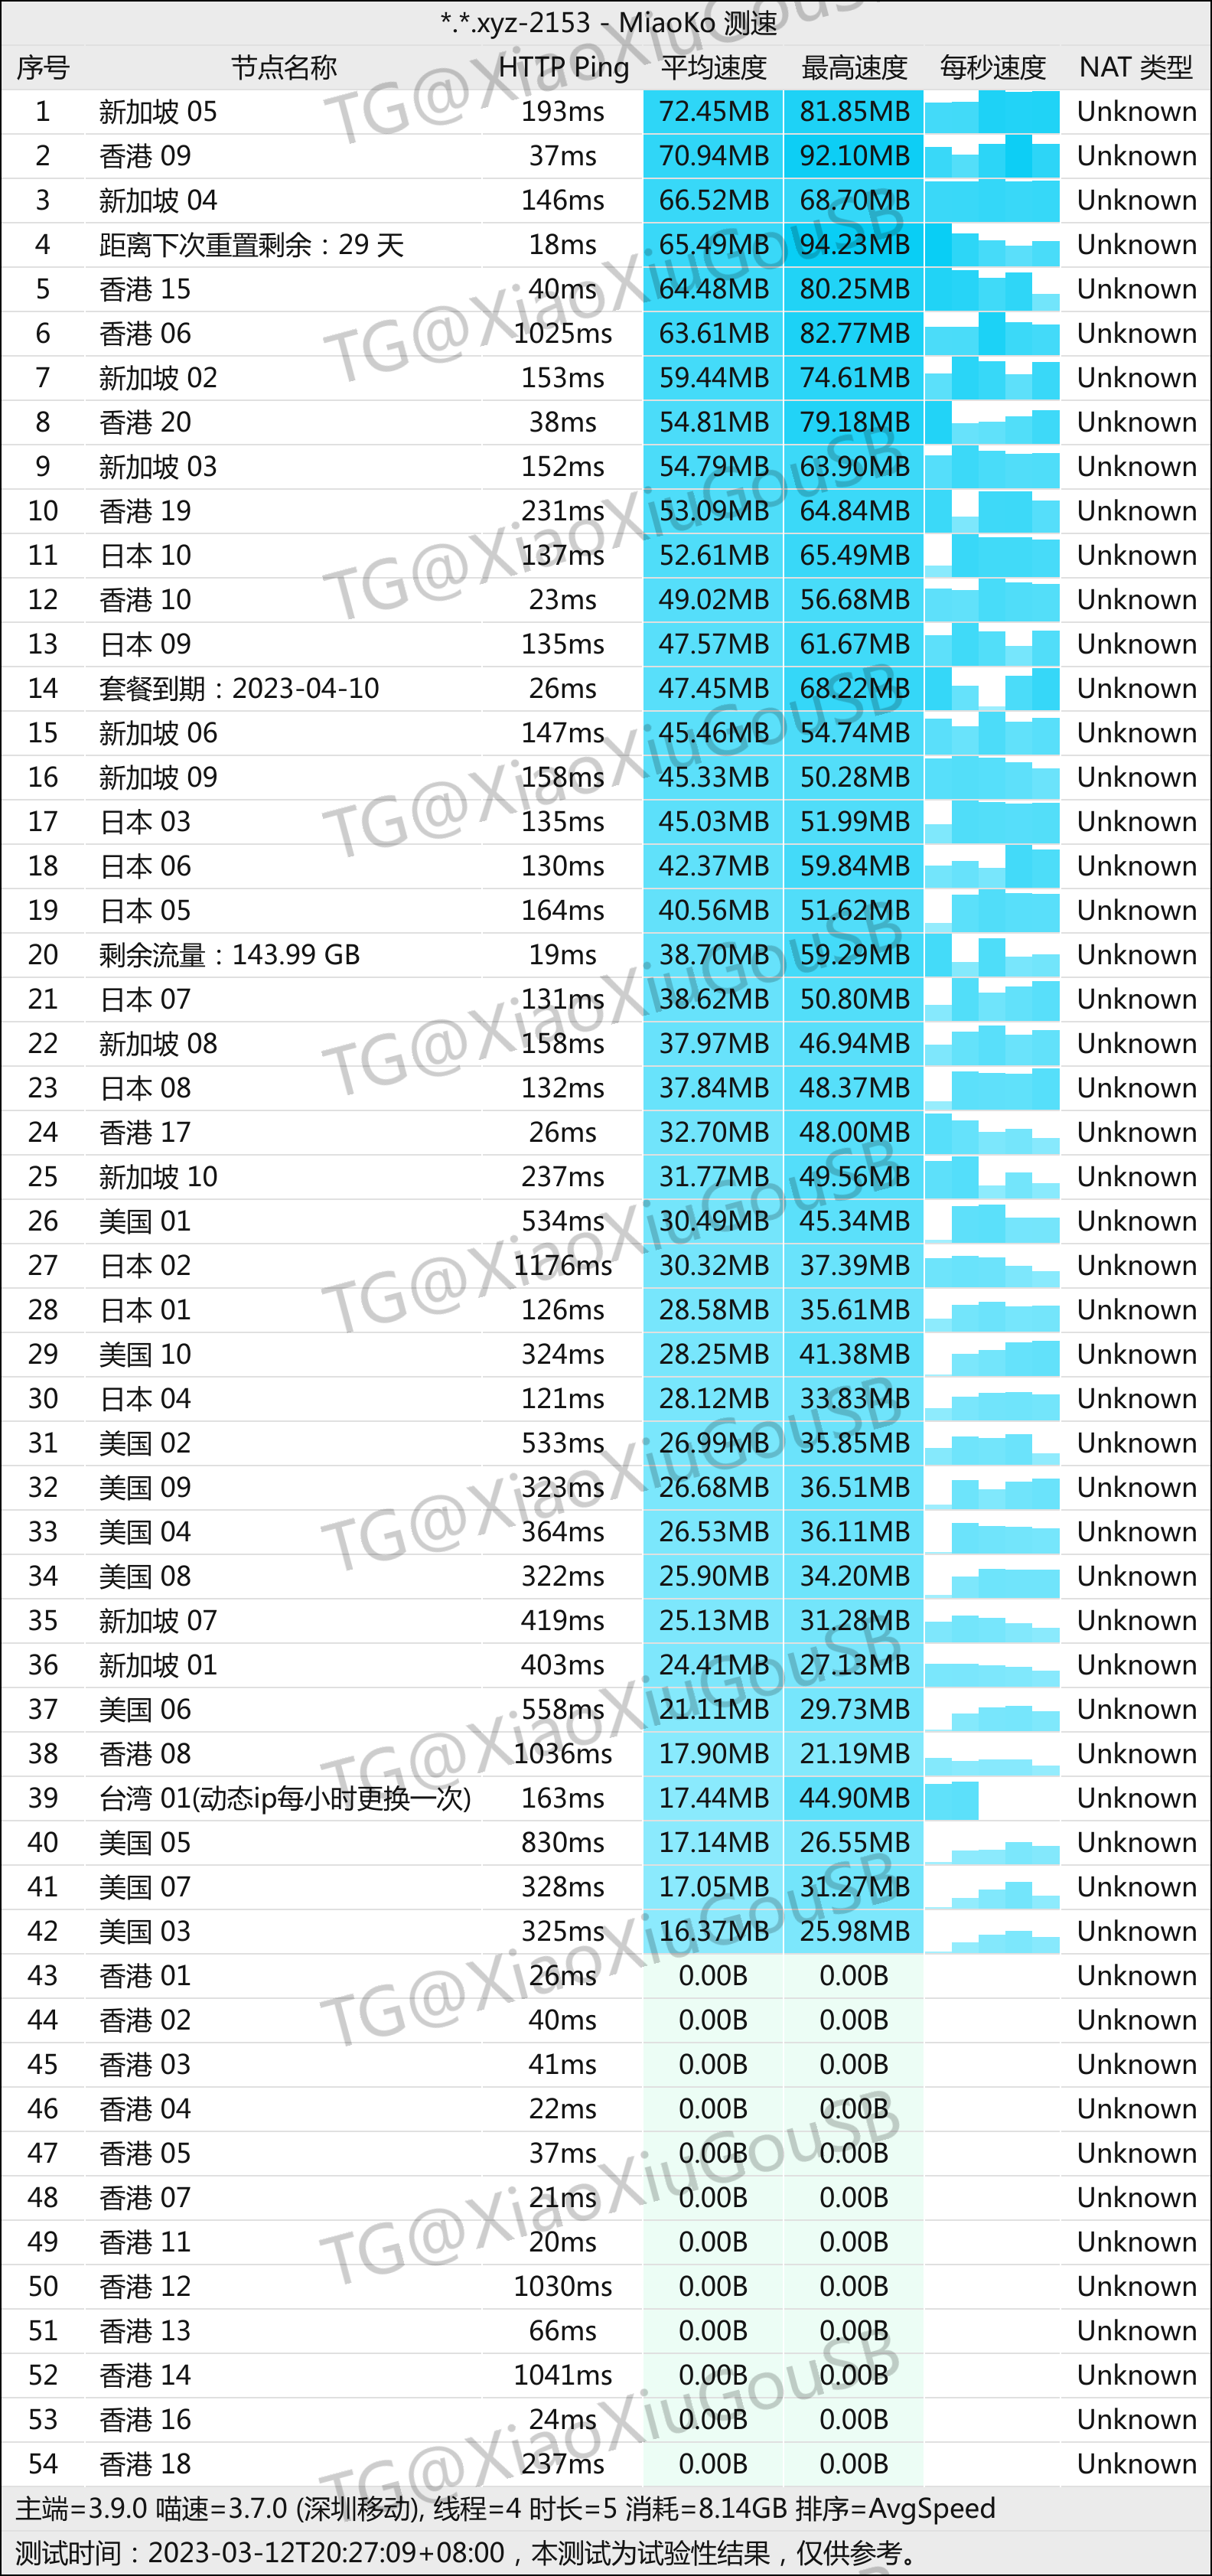 *.*.xyz-2153 - MiaoKo 测速
序号 节点名称 HTTP Ping 平均速度 最高速度 每秒速度 NAT 类型
1 新加坡 05 193ms 72.45MB 81.85MB Unknown
2 香港 09 37ms 70.94MB 92.10MB Unknown
3 新加坡 04 146ms 66.52MB 68.70MB Unknown
4 距离下次重置剩余：29 天 18ms 65.49MB 94.23MB Unknown
5 香港 15 40ms 64.48MB 80.25MB Unknown
6 香港 06 1025ms 63.61MB 82.77MB Unknown
7 新加坡 02 153ms 59.44MB 74.61MB Unknown
8 香港 20 38ms 54.81MB 79.18MB Unknown
9 新加坡 03 152ms 54.79MB 63.90MB Unknown
10 香港 19 231ms 53.09MB 64.84MB Unknown
11 日本 10 137ms 52.61MB 65.49MB Unknown
12 香港 10 23ms 49.02MB 56.68MB Unknown
13 日本 09 135ms 47.57MB 61.67MB Unknown
14 套餐到期：2023-04-10 26ms 47.45MB 68.22MB Unknown
15 新加坡 06 147ms 45.46MB 54.74MB Unknown
16 新加坡 09 158ms 45.33MB 50.28MB Unknown
17 日本 03 135ms 45.03MB 51.99MB Unknown
18 日本 06 130ms 42.37MB 59.84MB Unknown
19 日本 05 164ms 40.56MB 51.62MB Unknown
20 剩余流量：143.99 GB 19ms 38.70MB 59.29MB Unknown
21 日本 07 131ms 38.62MB 50.80MB Unknown
22 新加坡 08 158ms 37.97MB 46.94MB Unknown
23 日本 08 132ms 37.84MB 48.37MB Unknown
24 香港 17 26ms 32.70MB 48.00MB Unknown
25 新加坡 10 237ms 31.77MB 49.56MB Unknown
26 美国 01 534ms 30.49MB 45.34MB Unknown
27 日本 02 1176ms 30.32MB 37.39MB Unknown
28 日本 01 126ms 28.58MB 35.61MB Unknown
29 美国 10 324ms 28.25MB 41.38MB Unknown
30 日本 04 121ms 28.12MB 33.83MB Unknown
31 美国 02 533ms 26.99MB 35.85MB Unknown
32 美国 09 323ms 26.68MB 36.51MB Unknown
33 美国 04 364ms 26.53MB 36.11MB Unknown
34 美国 08 322ms 25.90MB 34.20MB Unknown
35 新加坡 07 419ms 25.13MB 31.28MB Unknown
36 新加坡 01 403ms 24.41MB 27.13MB Unknown
37 美国 06 558ms 21.11MB 29.73MB Unknown
38 香港 08 1036ms 17.90MB 21.19MB Unknown
39 台湾 01(动态ip每小时更换一次) 163ms 17.44MB 44.90MB Unknown
40 美国 05 830ms 17.14MB 26.55MB Unknown
41 美国 07 328ms 17.05MB 31.27MB Unknown
42 美国 03 325ms 16.37MB 25.98MB Unknown
43 香港 01 26ms 0.00B 0.00B Unknown
44 香港 02 40ms 0.00B 0.00B Unknown
45 香港 03 41ms 0.00B 0.00B Unknown
46 香港 04 22ms 0.00B 0.00B Unknown
47 香港 05 37ms 0.00B 0.00B Unknown
48 香港 07 21ms 0.00B 0.00B Unknown
49 香港 11 20ms 0.00B 0.00B Unknown
50 香港 12 1030ms 0.00B 0.00B Unknown
51 香港 13 66ms 0.00B 0.00B Unknown
52 香港 14 1041ms 0.00B 0.00B Unknown
53 香港 16 24ms 0.00B 0.00B Unknown
54 香港 18 237ms 0.00B 0.00B Unknown
主端=3.9.0 喵速=3.7.0 (深圳移动), 线程=4 时长=5 消耗=8.14GB 排序=AvgSpeed
测试时间：2023-03-12T20:27:09+08:00，本测试为试验性结果，仅供参考。
TG@XiaoXiuGouSB
TG@XiaoXiuGouSB
TG@XiaoXiuGouSB
TG@XiaoXiuGouSB
TG@XiaoXiuGouSB
TG@XiaoXiuGouSB
TG@XiaoXiuGouSB
TG@XiaoXiuGouSB
TG@XiaoXiuGouSB
TG@XiaoXiuGouSB
TG@XiaoXiuGouSB